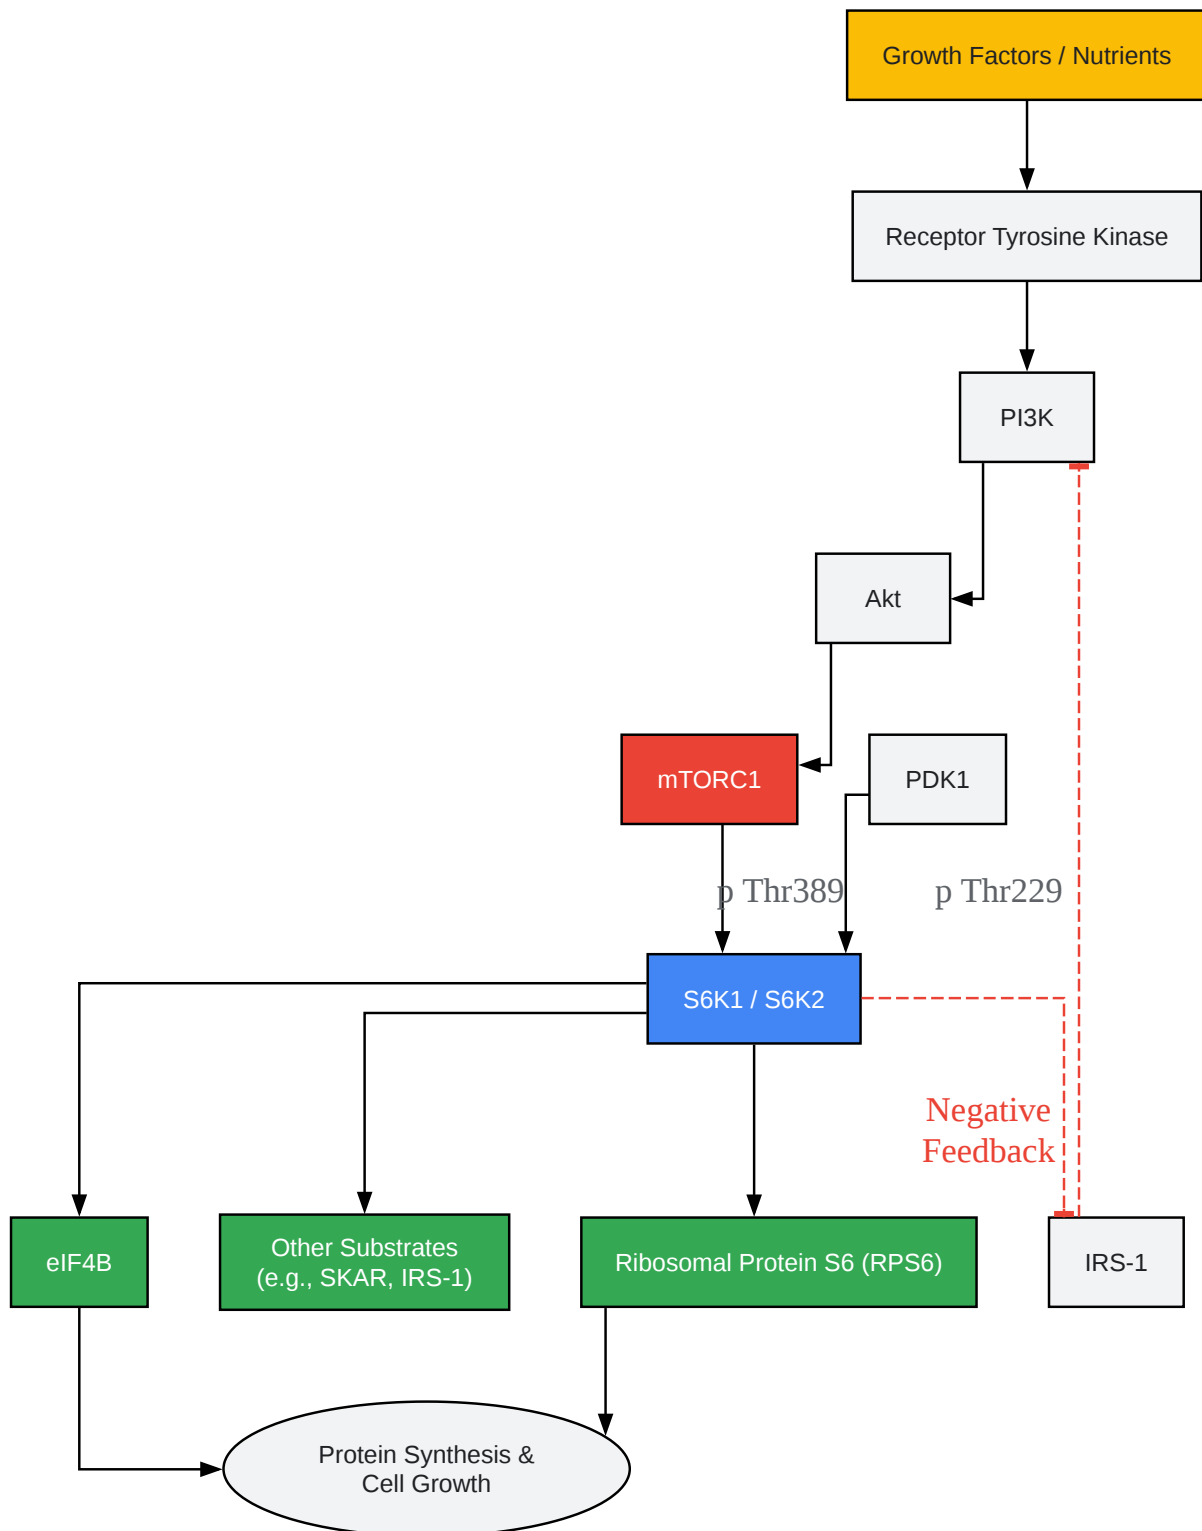 Growth Factors / Nutrients
Receptor Tyrosine Kinase
PI3K
Akt
mTORC1
PDK1
p Thr389
p Thr229
S6K1 / S6K2
Negative
Feedback
eIF4B
Other Substrates
(e.g., SKAR, IRS-1)
Ribosomal Protein S6 (RPS6)
IRS-1
Protein Synthesis &
Cell Growth